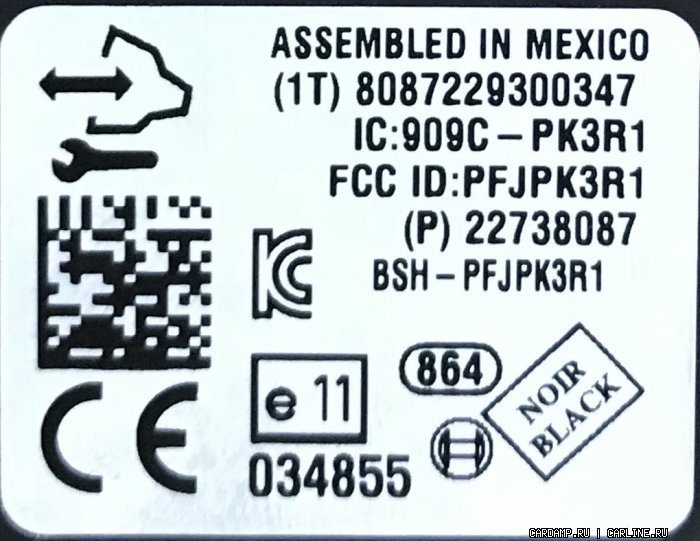 ASSEMBLED IN MEXICO
(1T) 8087229300347
IC:909C-PK3R1
FCC ID:PFJPK3R1
(P) 22738087
BSH-PFJPK3R1
864
NOIR
BLACK
e 11
034855
CE
CARDAMP.RU | CARLINE.RU